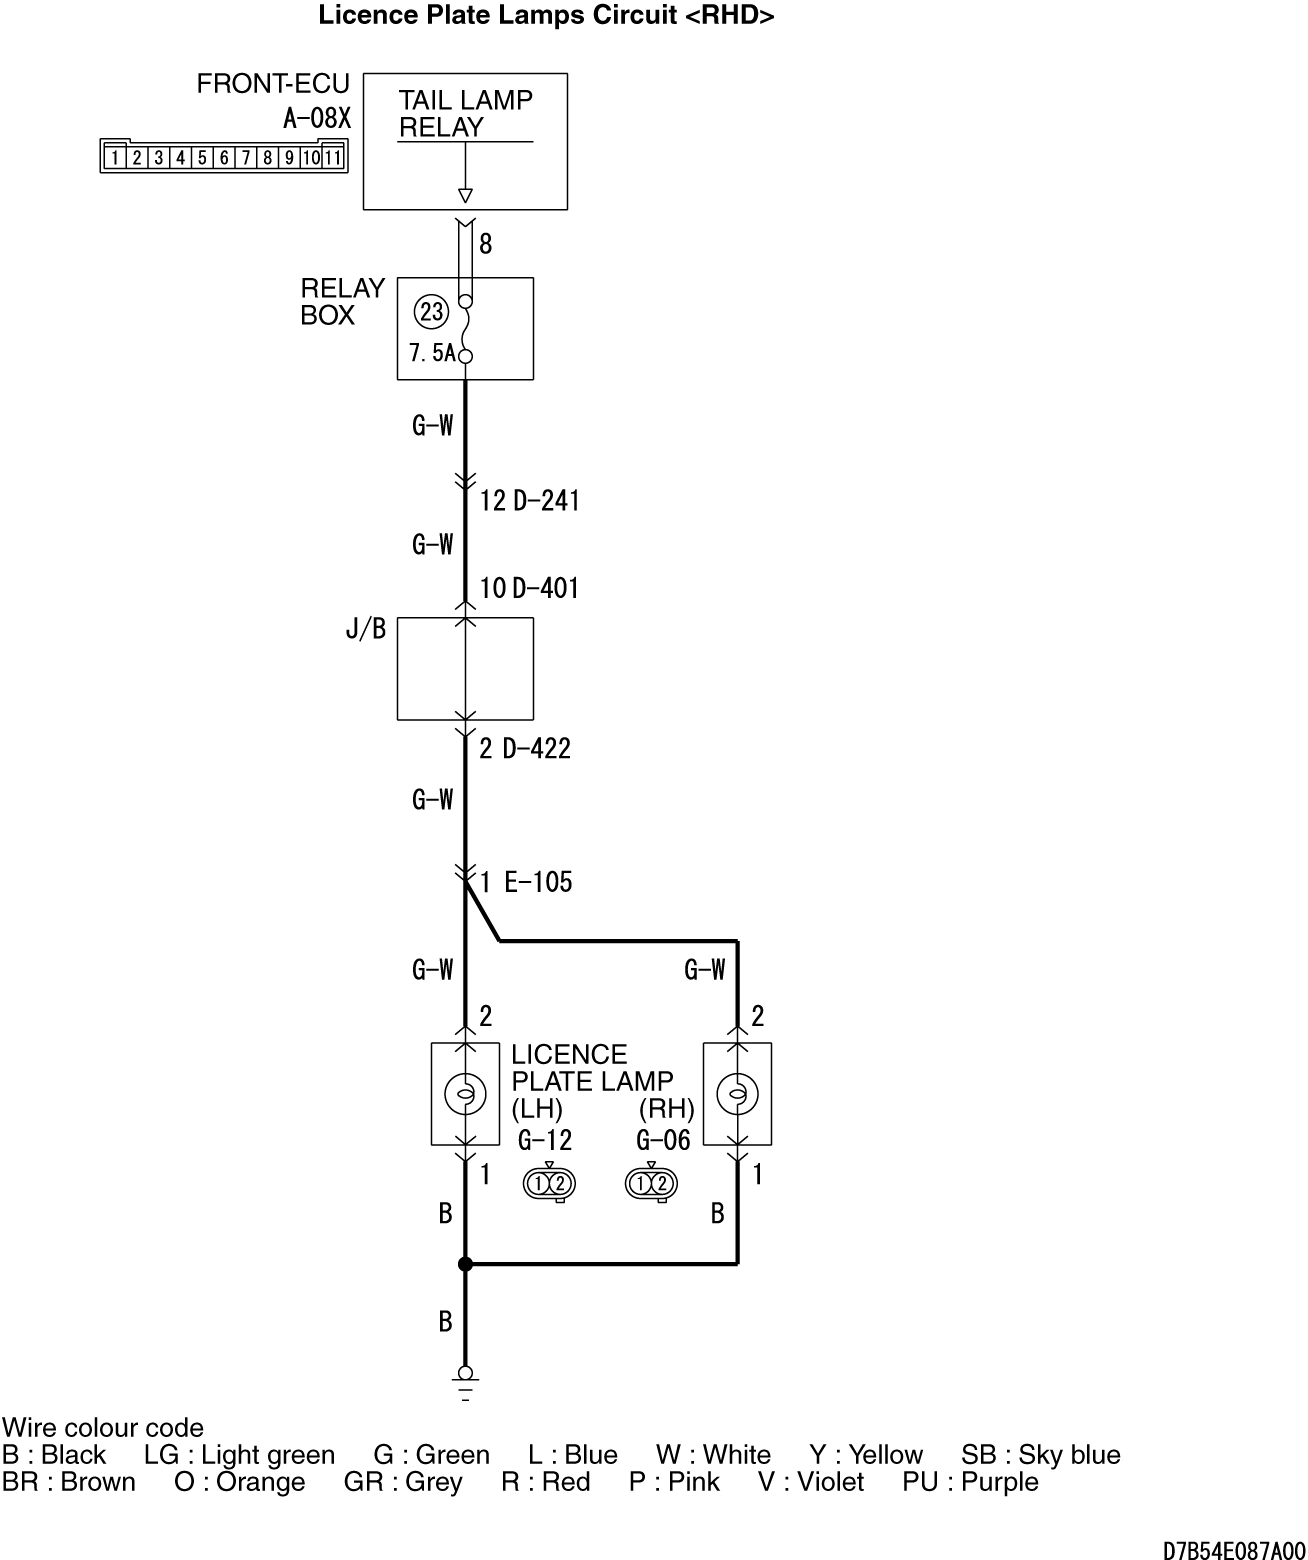 Licence Plate Lamps Circuit <RHD>
FRONT-ECU
A-08X
1 2 3 4 5 6 7 8 9 10 11
TAIL LAMP
RELAY
8
RELAY
BOX
23
7.5A
G-W
12 D-241
G-W
10 D-401
J/B
2 D-422
G-W
1 E-105
G-W
G-W
2
2
LICENCE
PLATE LAMP
(LH) (RH)
G-12 G-06
1 2
1 2
1
1
B
B
B
Wire colour code
B : Black LG : Light green G : Green L : Blue W : White Y : Yellow SB : Sky blue
BR : Brown O : Orange GR : Grey R : Red P : Pink V : Violet PU : Purple
D7B54E087A00